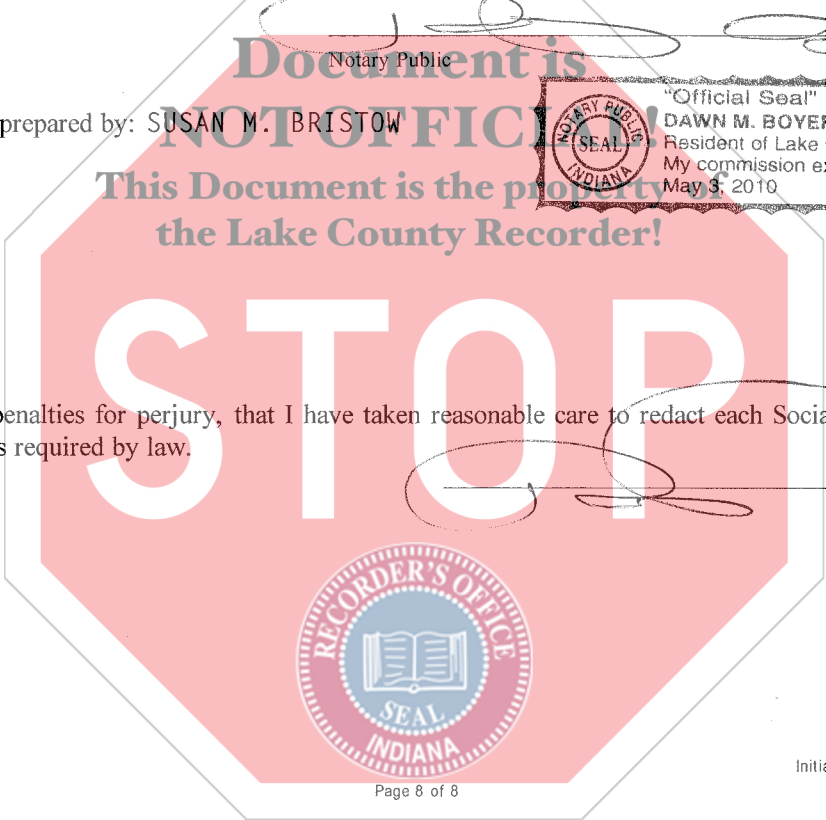 Document is
Notary Public
NOT OFFICIAL!
prepared by: SUSAN M. BRISTOW
"Official Seal"
DAWN M. BOYER
Resident of Lake
My commission ex
May 3, 2010
NOTARY PUBLIC
SEAL
INDIANA
This Document is the property of
the Lake County Recorder!
STOP
penalties for perjury, that I have taken reasonable care to redact each Socia
s required by law.
RECORDER'S OFFICE
SEAL
INDIANA
Initia
Page 8 of 8